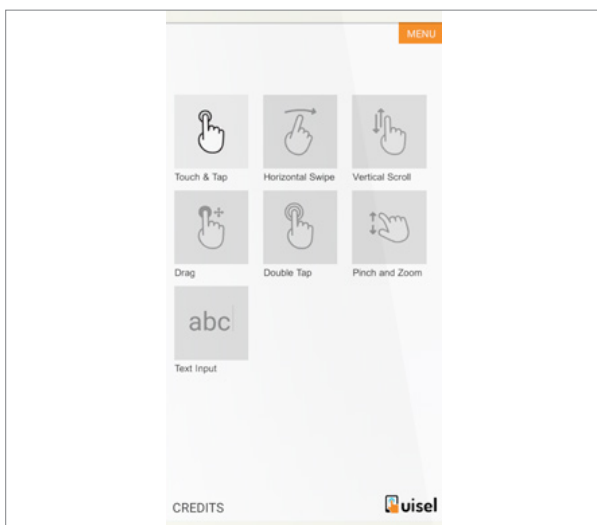 MENU
Touch & Tap
Horizontal Swipe
Vertical Scroll
Drag
Double Tap
Pinch and Zoom
abc
Text Input
CREDITS
uisel